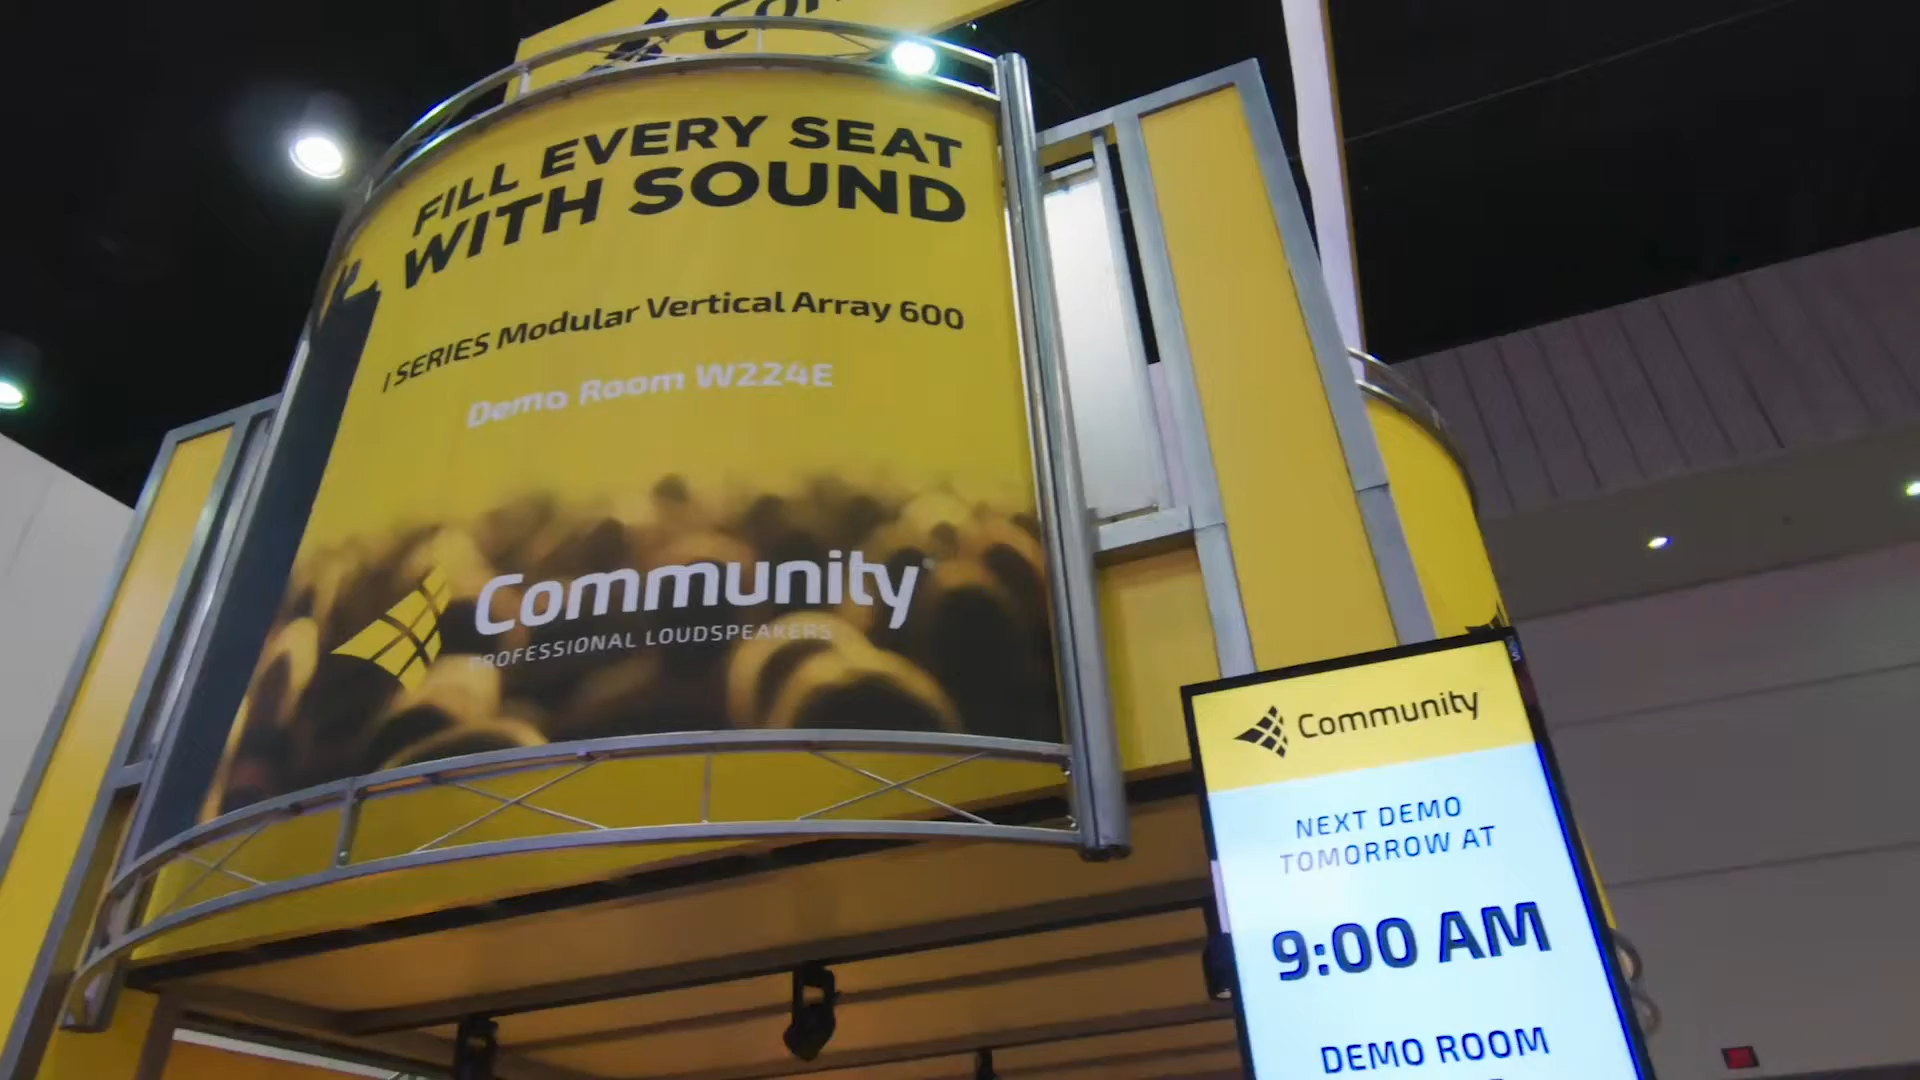 FILL EVERY SEAT
WITH SOUND
I SERIES Modular Vertical Array 600
Demo Room W224E
Community
PROFESSIONAL LOUDSPEAKERS
Community
NEXT DEMO
TOMORROW AT
9:00 AM
DEMO ROOM